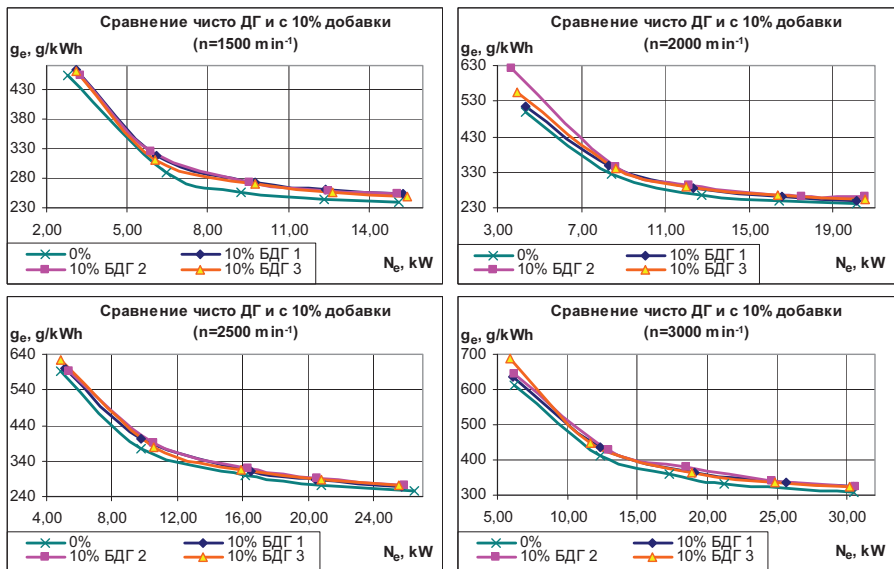 Сравнение чисто ДГ и с 10% добавки
(n=1500 min⁻¹)
gₑ, g/kWh
430
380
330
280
230
2,00 5,00 8,00 11,00 14,00
0% 10% БДГ 1
10% БДГ 2 10% БДГ 3
Nₑ, kW
Сравнение чисто ДГ и с 10% добавки
(n=2000 min⁻¹)
gₑ, g/kWh
630
530
430
330
230
3,00 7,00 11,00 15,00 19,00
0% 10% БДГ 1
10% БДГ 2 10% БДГ 3
Nₑ, kW
Сравнение чисто ДГ и с 10% добавки
(n=2500 min⁻¹)
gₑ, g/kWh
640
540
440
340
240
4,00 8,00 12,00 16,00 20,00 24,00
0% 10% БДГ 1
10% БДГ 2 10% БДГ 3
Nₑ, kW
Сравнение чисто ДГ и с 10% добавки
(n=3000 min⁻¹)
gₑ, g/kWh
700
600
500
400
300
5,00 10,00 15,00 20,00 25,00 30,00
0% 10% БДГ 1
10% БДГ 2 10% БДГ 3
Nₑ, kW